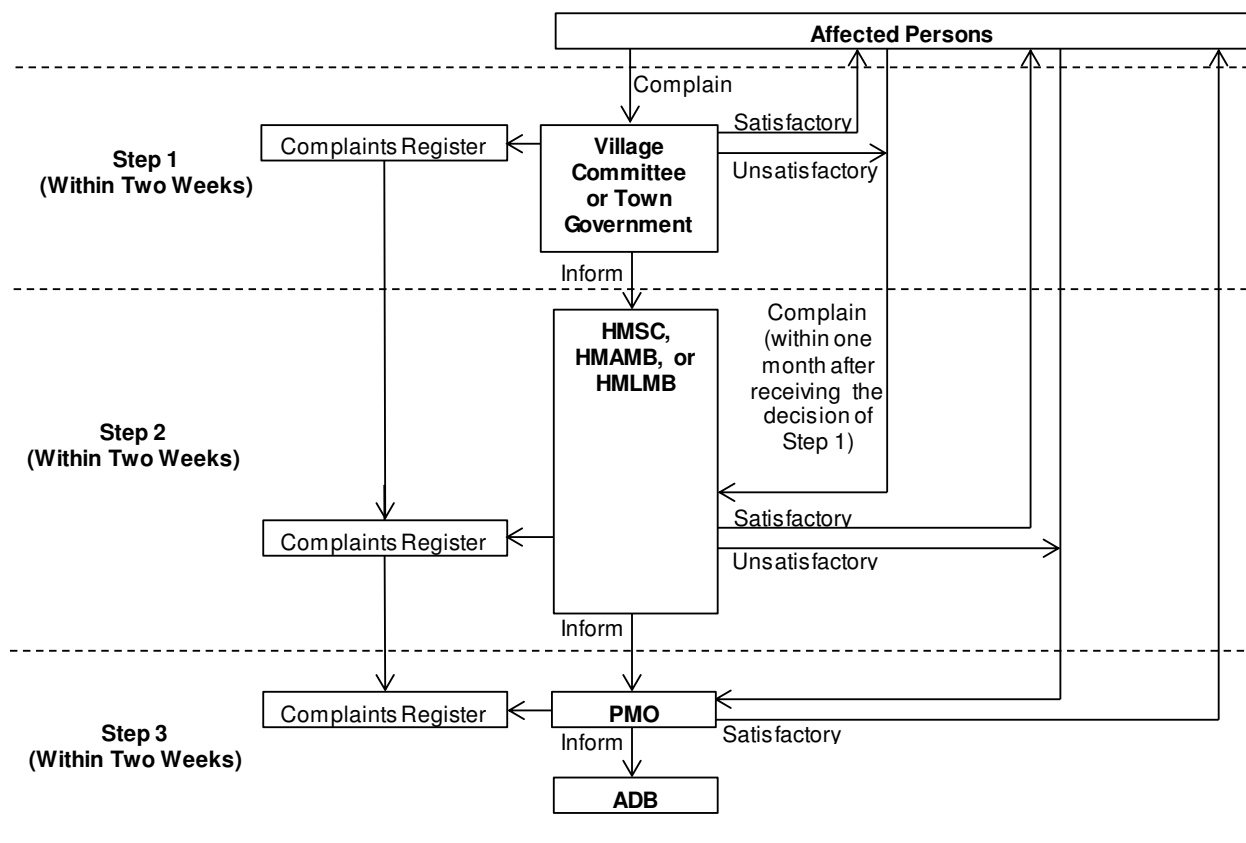 Affected Persons
Complain
Satisfactory
Complaints Register
Village
Committee
or Town
Government
Step 1
(Within Two Weeks)
Unsatisfactory
Inform
HMSC,
HMAMB, or
HMLMB
Complain
(within one
month after
receiving the
decision of
Step 1)
Step 2
(Within Two Weeks)
Satisfactory
Complaints Register
Unsatisfactory
Inform
Complaints Register
PMO
Step 3
(Within Two Weeks)
Satisfactory
Inform
ADB